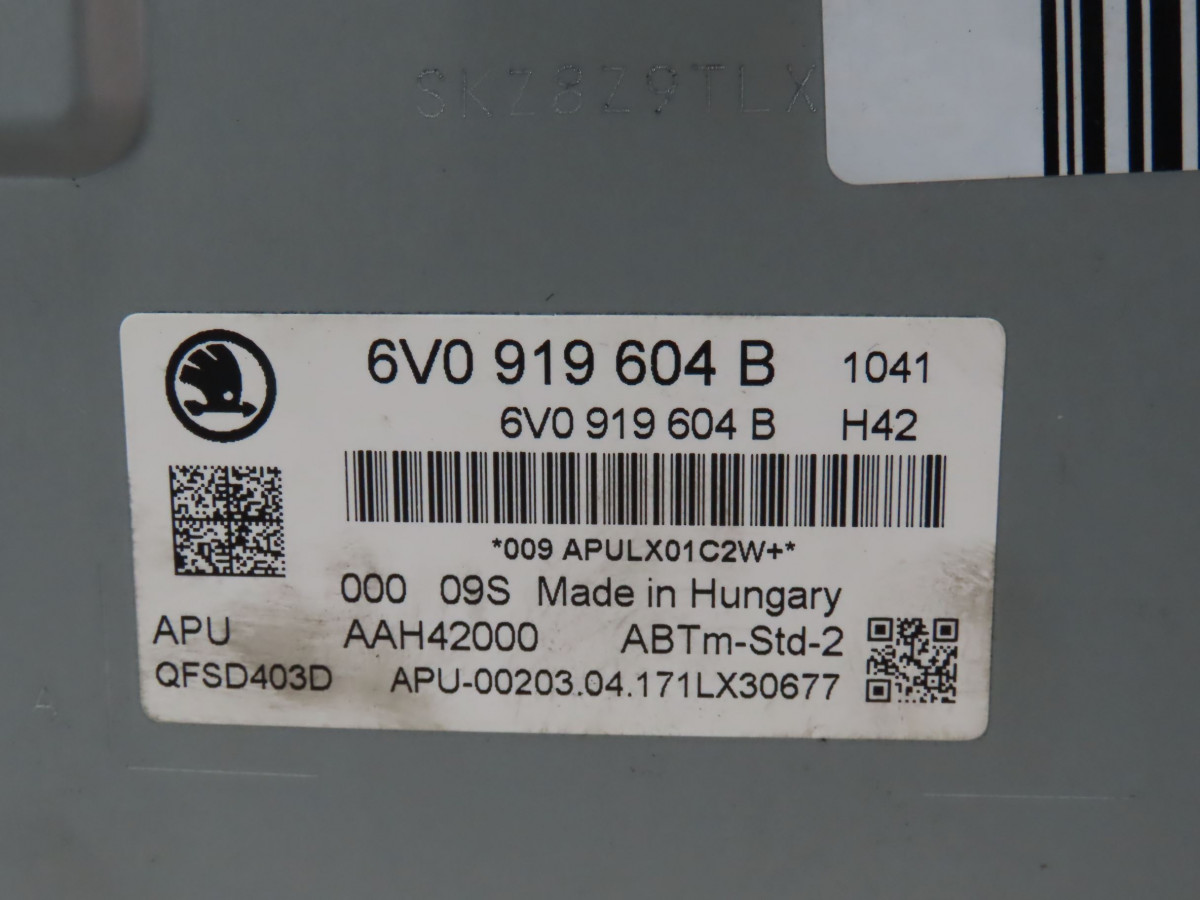 SKZ8Z9TLX
6V0 919 604 B 1041
6V0 919 604 B H42
*009 APULX01C2W+*
000 09S Made in Hungary
APU AAH42000 ABTm-Std-2
QFSD403D APU-00203.04.171LX30677